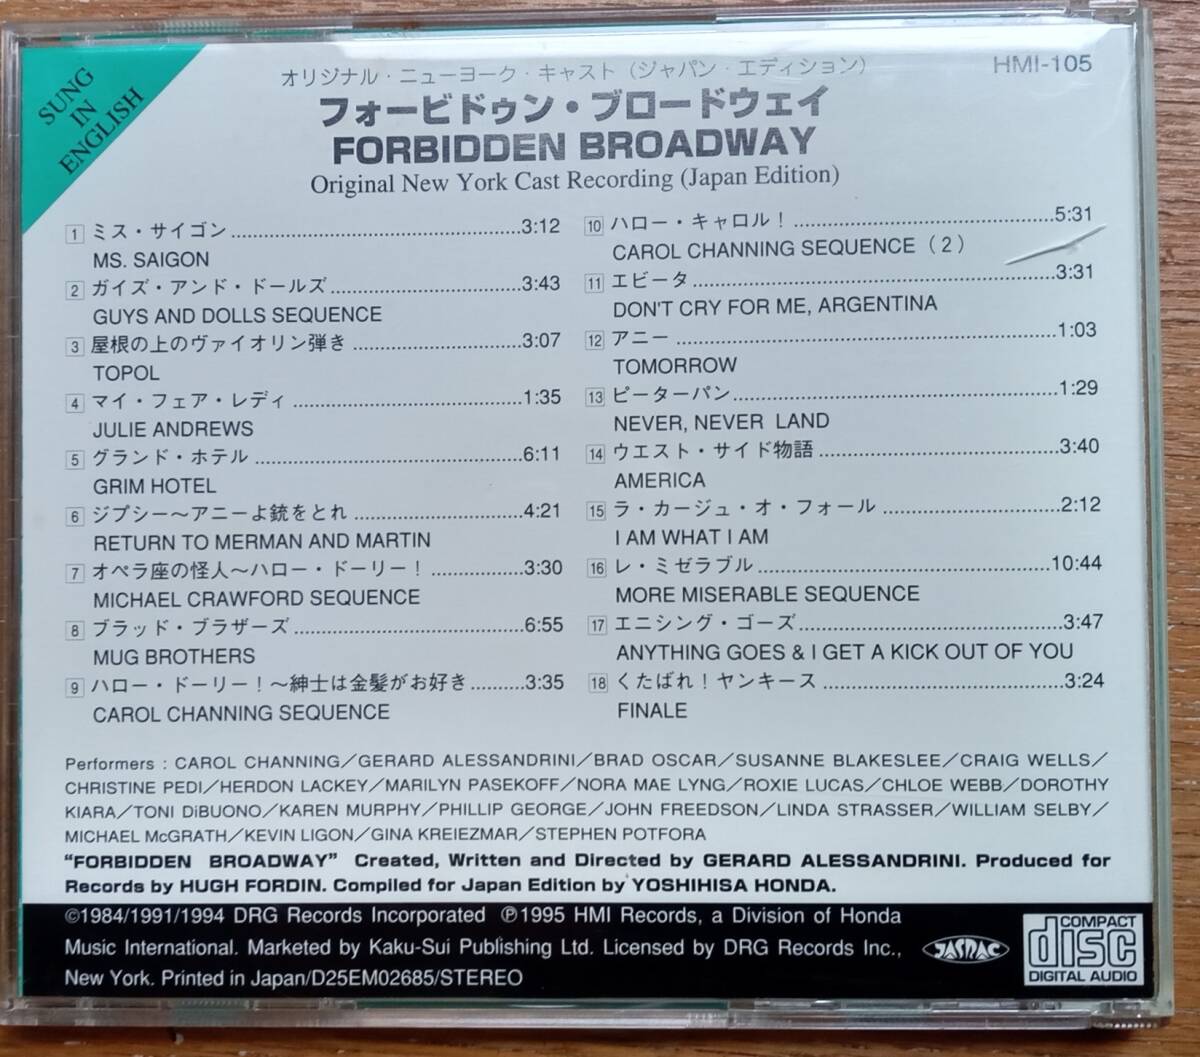 SUNG
IN
ENGLISH
オリジナル・ニューヨーク・キャスト（ジャパン・エディション）
HMI-105
フォービドゥン・ブロードウェイ
FORBIDDEN BROADWAY
Original New York Cast Recording (Japan Edition)
1 ミス・サイゴン 3:12
MS. SAIGON
2 ガイズ・アンド・ドールズ 3:43
GUYS AND DOLLS SEQUENCE
3 屋根の上のヴァイオリン弾き 3:07
TOPOL
4 マイ・フェア・レディ 1:35
JULIE ANDREWS
5 グランド・ホテル 6:11
GRIM HOTEL
6 ジプシー〜アニーよ銃をとれ 4:21
RETURN TO MERMAN AND MARTIN
7 オペラ座の怪人〜ハロー・ドーリー！ 3:30
MICHAEL CRAWFORD SEQUENCE
8 ブラッド・ブラザーズ 6:55
MUG BROTHERS
9 ハロー・ドーリー！〜紳士は金髪がお好き 3:35
CAROL CHANNING SEQUENCE
10 ハロー・キャロル！ 5:31
CAROL CHANNING SEQUENCE（2）
11 エビータ 3:31
DON'T CRY FOR ME, ARGENTINA
12 アニー 1:03
TOMORROW
13 ピーターパン 1:29
NEVER, NEVER LAND
14 ウエスト・サイド物語 3:40
AMERICA
15 ラ・カージュ・オ・フォール 2:12
I AM WHAT I AM
16 レ・ミゼラブル 10:44
MORE MISERABLE SEQUENCE
17 エニシング・ゴーズ 3:47
ANYTHING GOES & I GET A KICK OUT OF YOU
18 くたばれ！ヤンキース 3:24
FINALE
Performers : CAROL CHANNING／GERARD ALESSANDRINI／BRAD OSCAR／SUSANNE BLAKESLEE／CRAIG WELLS／
CHRISTINE PEDI／HERDON LACKEY／MARILYN PASEKOFF／NORA MAE LYNG／ROXIE LUCAS／CHLOE WEBB／DOROTHY
KIARA／TONI DiBUONO／KAREN MURPHY／PHILLIP GEORGE／JOHN FREEDSON／LINDA STRASSER／WILLIAM SELBY／
MICHAEL McGRATH／KEVIN LIGON／GINA KREIEZMAR／STEPHEN POTFORA
“FORBIDDEN BROADWAY” Created, Written and Directed by GERARD ALESSANDRINI. Produced for
Records by HUGH FORDIN. Compiled for Japan Edition by YOSHIHISA HONDA.
©1984/1991/1994 DRG Records Incorporated ℗1995 HMI Records, a Division of Honda
Music International. Marketed by Kaku-Sui Publishing Ltd. Licensed by DRG Records Inc.,
New York. Printed in Japan/D25EM02685/STEREO
JASRAC
COMPACT
disc
DIGITAL AUDIO